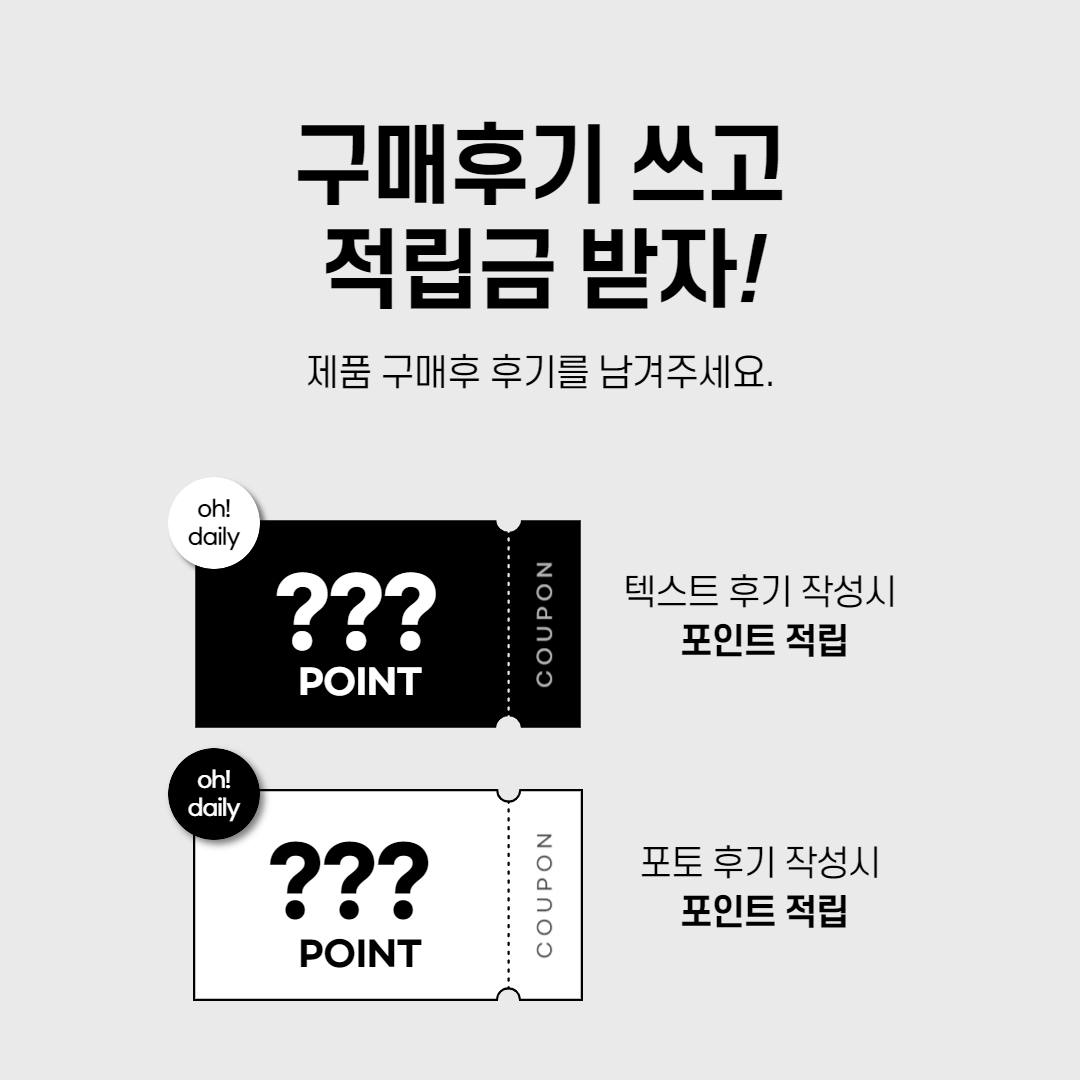 구매후기 쓰고
적립금 받자!
제품 구매후 후기를 남겨주세요.
oh!
daily
???
POINT
COUPON
텍스트 후기 작성시
포인트 적립
oh!
daily
???
POINT
COUPON
포토 후기 작성시
포인트 적립